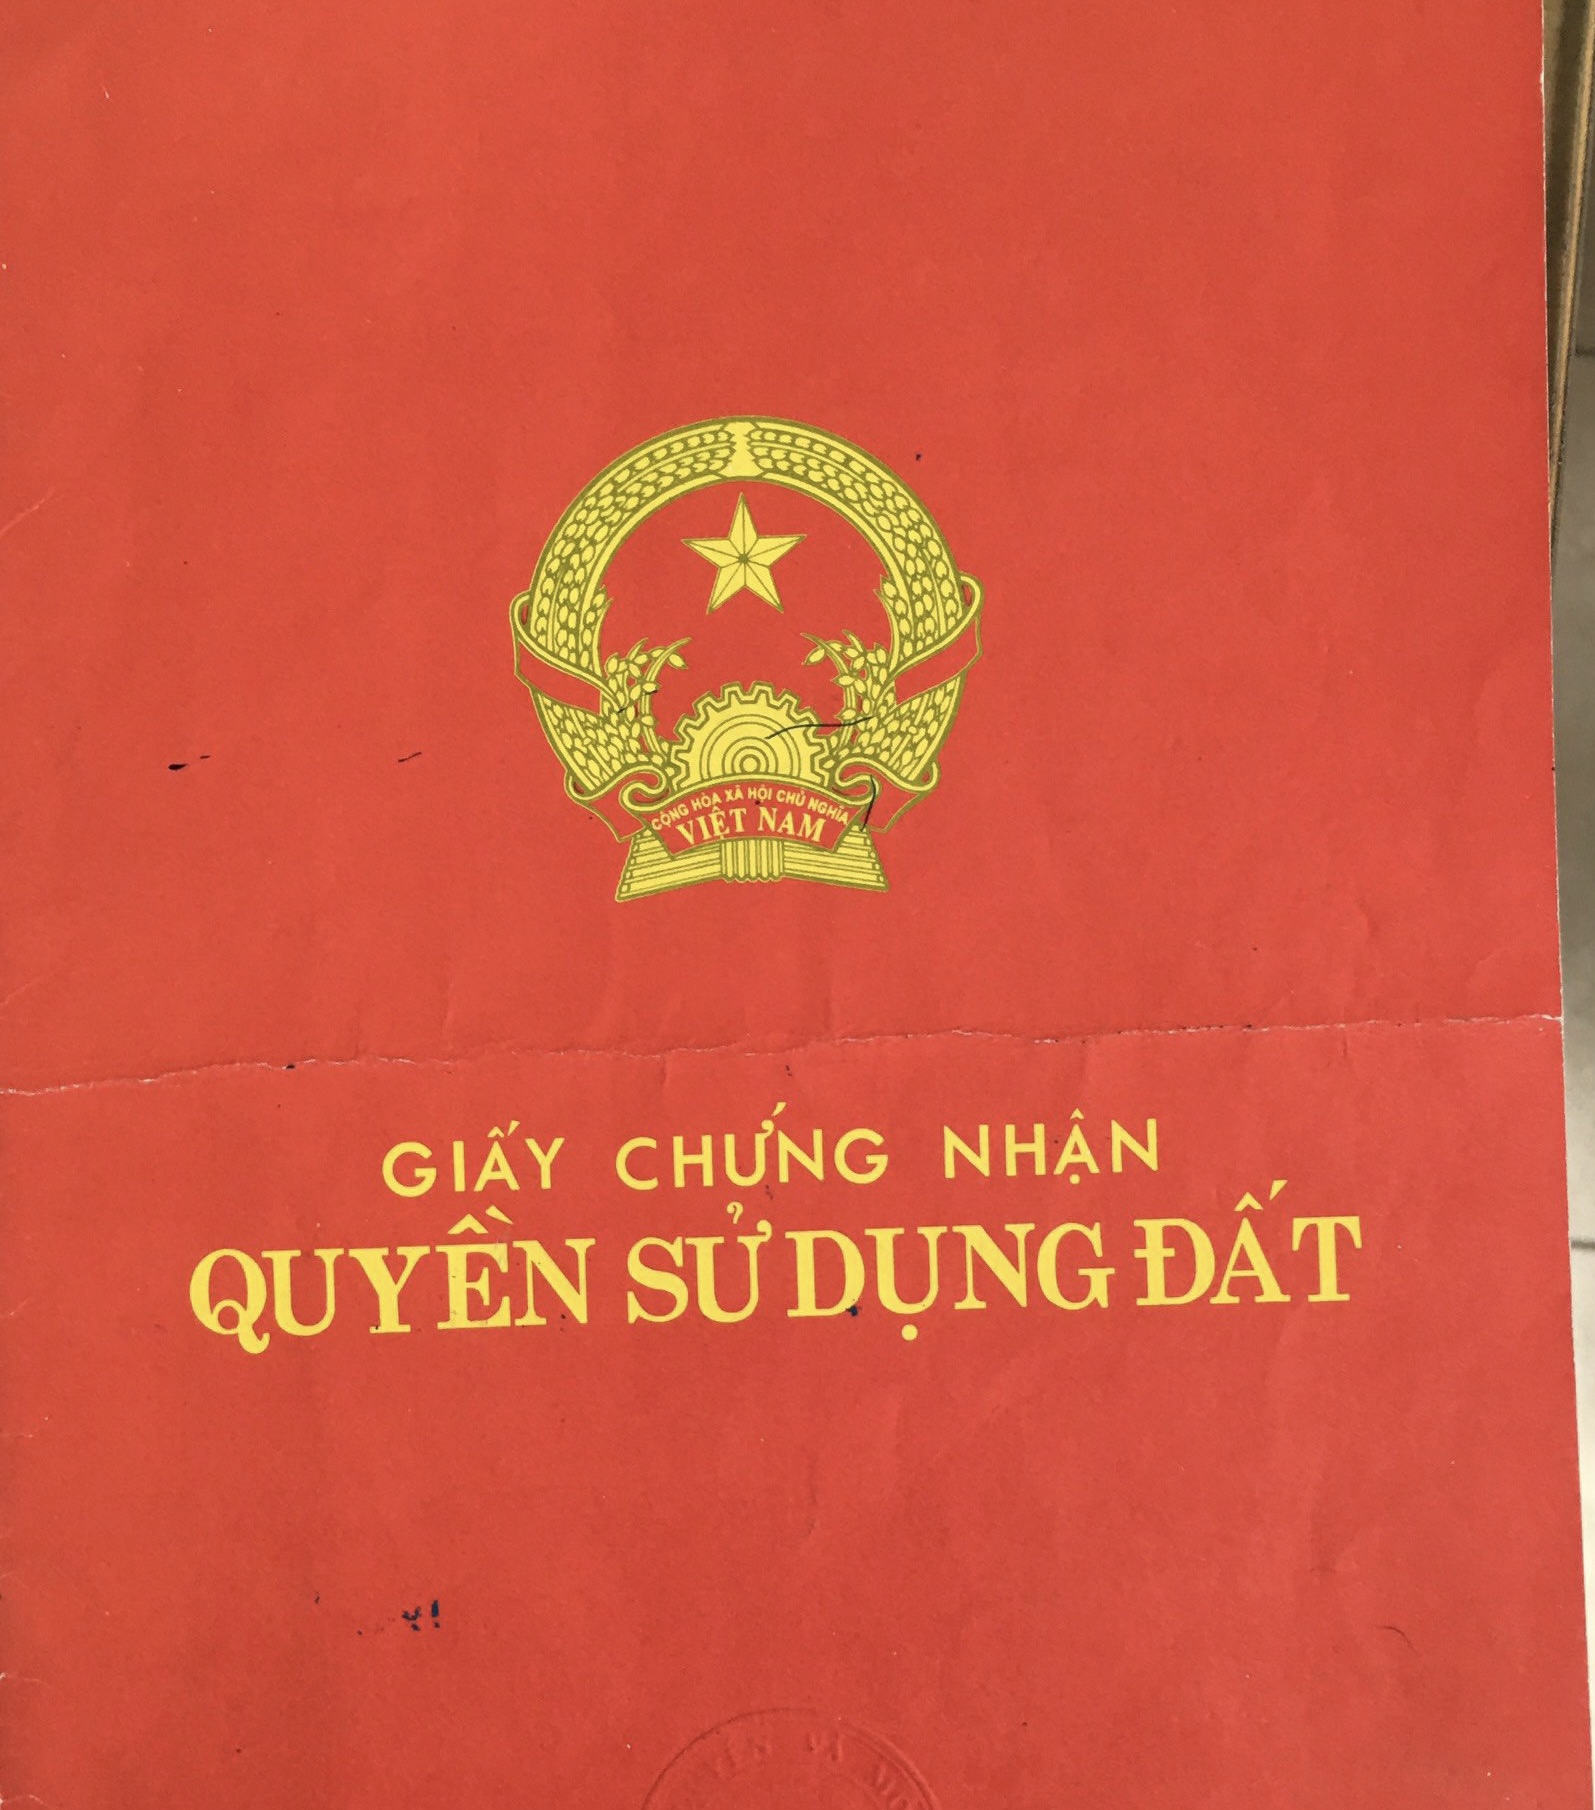 CỘNG HÒA XÃ HỘI CHỦ NGHĨA
VIỆT NAM
GIẤY CHỨNG NHẬN
QUYỀN SỬ DỤNG ĐẤT